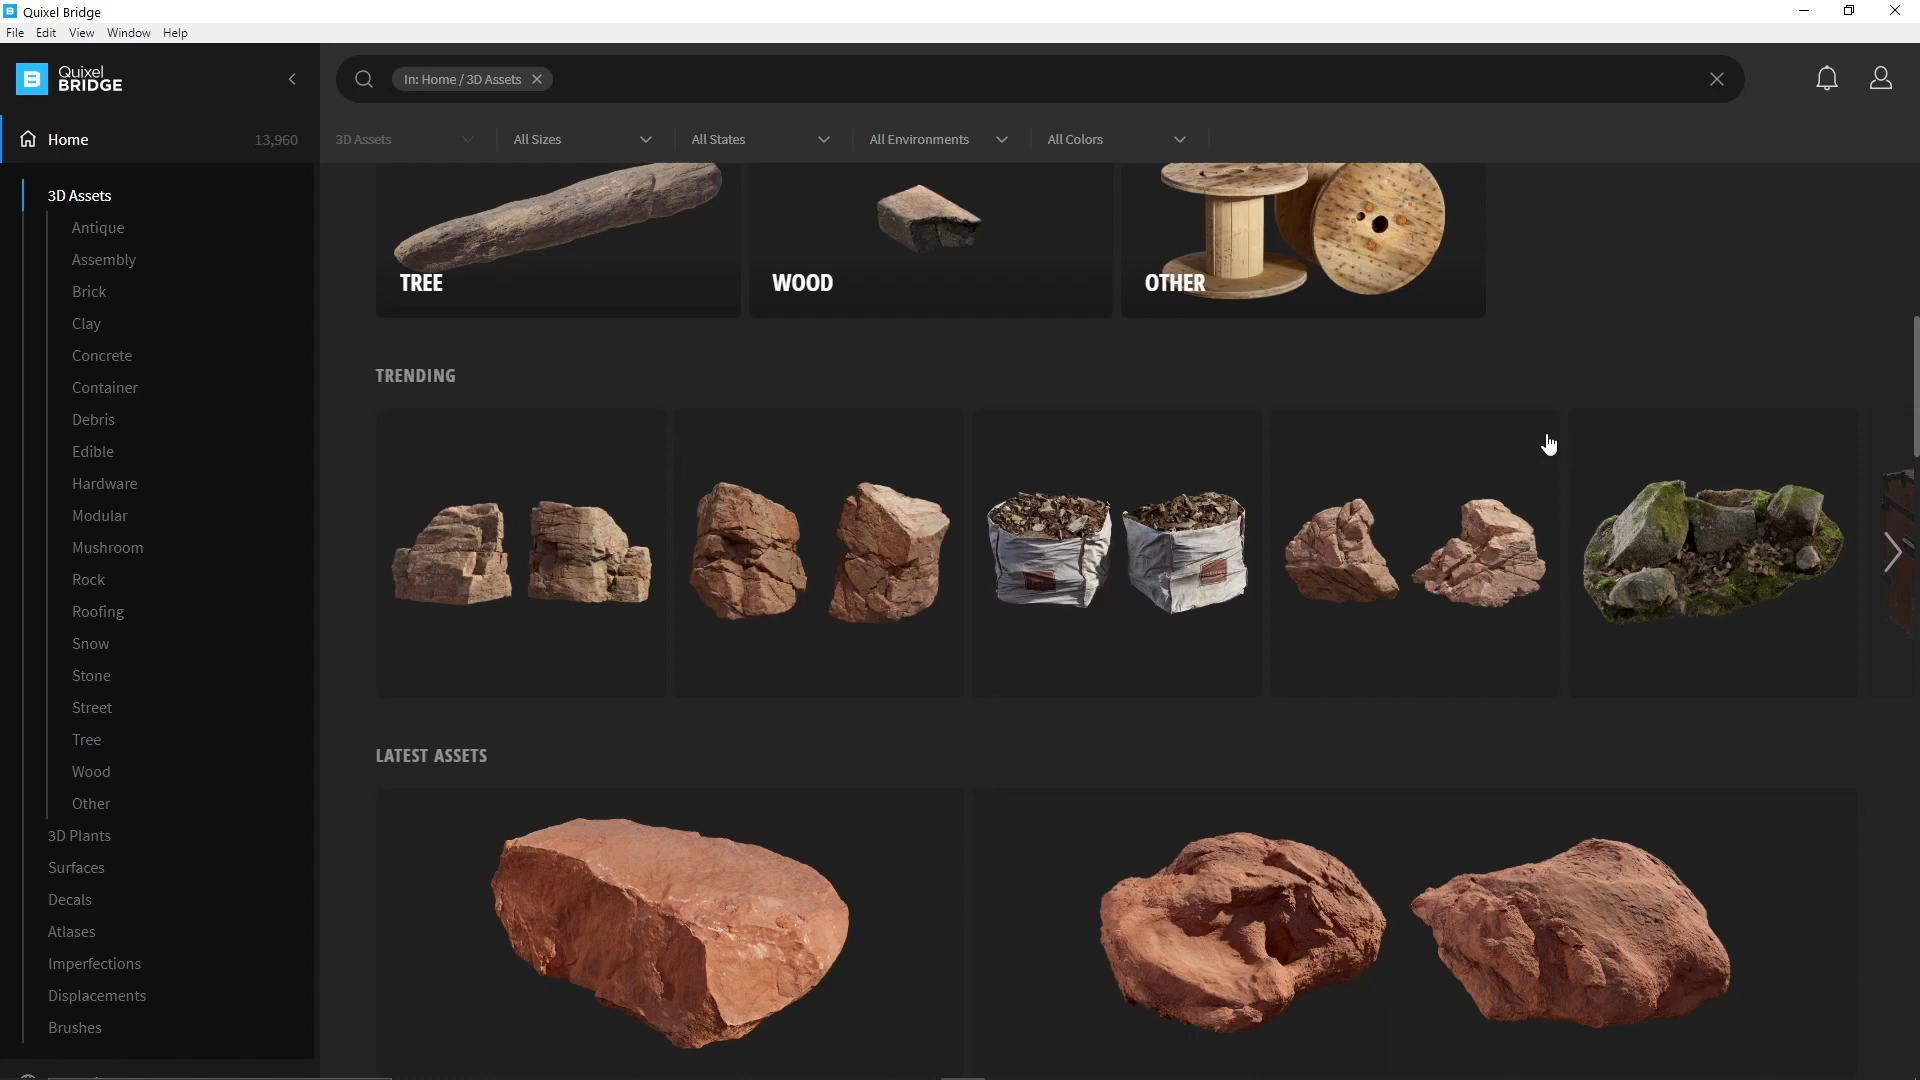 Quixel Bridge
File Edit View Window Help
Quixel
BRIDGE
In: Home / 3D Assets
Home 13,960
3D Assets All Sizes All States All Environments All Colors
3D Assets
Antique
Assembly
Brick
Clay
Concrete
Container
Debris
Edible
Hardware
Modular
Mushroom
Rock
Roofing
Snow
Stone
Street
Tree
Wood
Other
3D Plants
Surfaces
Decals
Atlases
Imperfections
Displacements
Brushes
TREE WOOD OTHER
TRENDING
LATEST ASSETS